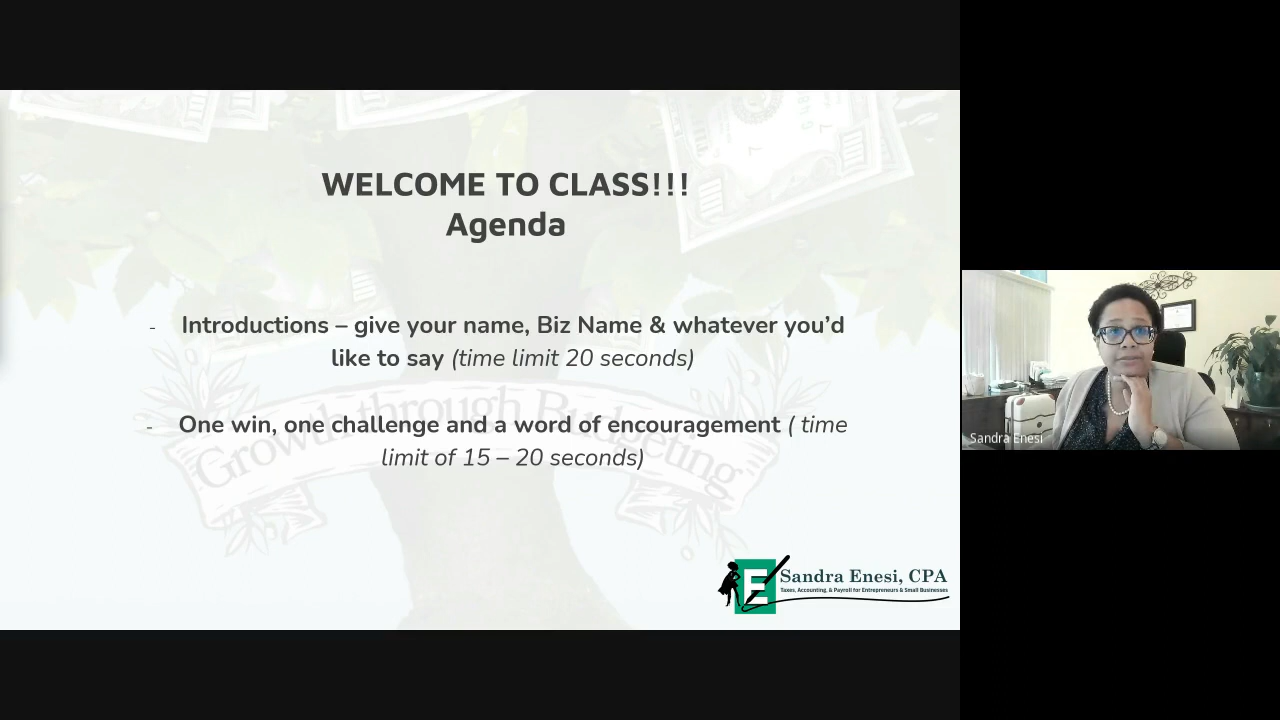 WELCOME TO CLASS!!!
Agenda
- Introductions – give your name, Biz Name & whatever you’d
like to say (time limit 20 seconds)
Growth through Budgeting
- One win, one challenge and a word of encouragement ( time
limit of 15 – 20 seconds)
Sandra Enesi
E Sandra Enesi, CPA
Taxes, Accounting, & Payroll for Entrepreneurs & Small Businesses